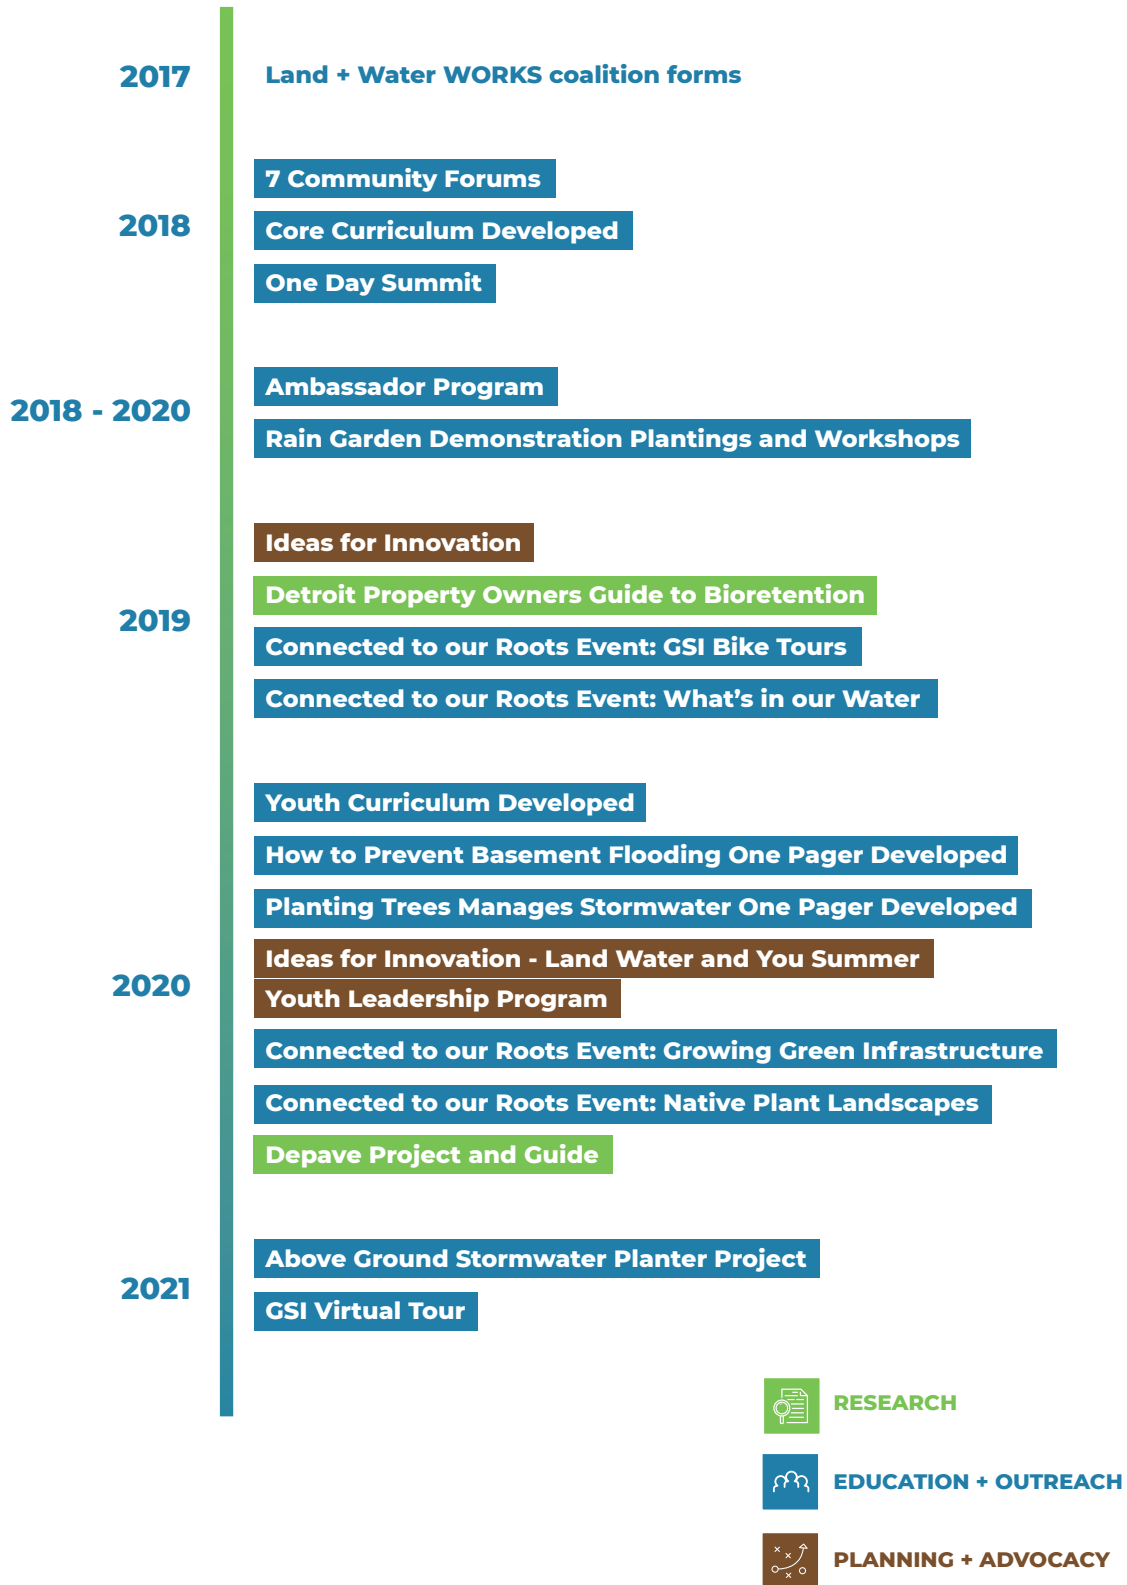 2017
Land + Water WORKS coalition forms
2018
7 Community Forums
Core Curriculum Developed
One Day Summit
2018 - 2020
Ambassador Program
Rain Garden Demonstration Plantings and Workshops
2019
Ideas for Innovation
Detroit Property Owners Guide to Bioretention
Connected to our Roots Event: GSI Bike Tours
Connected to our Roots Event: What’s in our Water
2020
Youth Curriculum Developed
How to Prevent Basement Flooding One Pager Developed
Planting Trees Manages Stormwater One Pager Developed
Ideas for Innovation - Land Water and You Summer
Youth Leadership Program
Connected to our Roots Event: Growing Green Infrastructure
Connected to our Roots Event: Native Plant Landscapes
Depave Project and Guide
2021
Above Ground Stormwater Planter Project
GSI Virtual Tour
RESEARCH
EDUCATION + OUTREACH
PLANNING + ADVOCACY